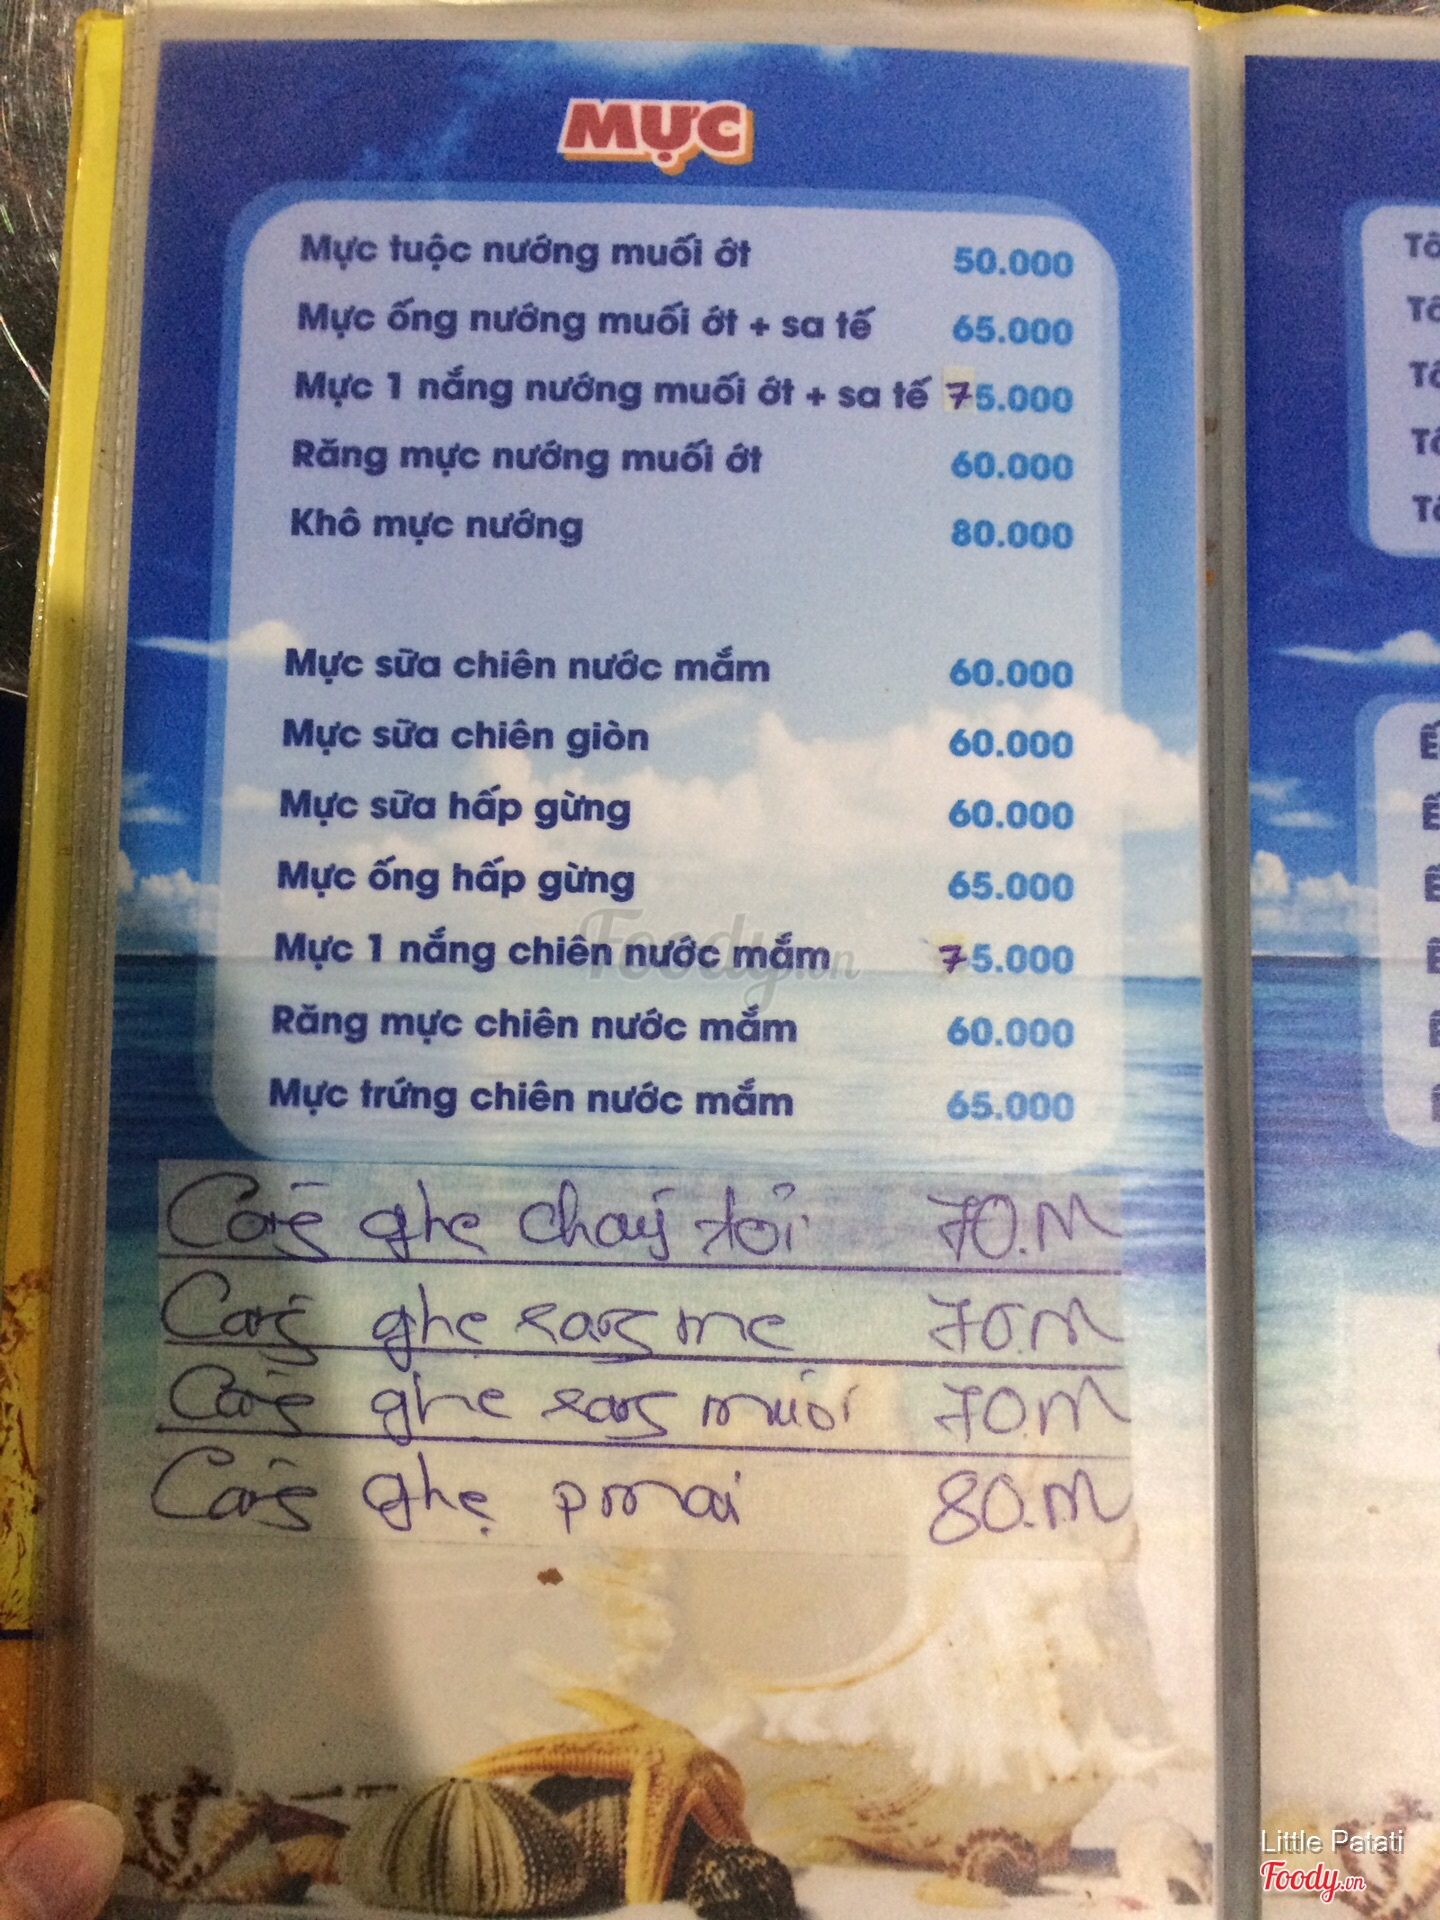 MỰC
Mực tuộc nướng muối ớt 50.000
Mực ống nướng muối ớt + sa tế 65.000
Mực 1 nắng nướng muối ớt + sa tế 75.000
Răng mực nướng muối ớt 60.000
Khô mực nướng 80.000
Mực sữa chiên nước mắm 60.000
Mực sữa chiên giòn 60.000
Mực sữa hấp gừng 60.000
Mực ống hấp gừng 65.000
Mực 1 nắng chiên nước mắm 75.000
Răng mực chiên nước mắm 60.000
Mực trứng chiên nước mắm 65.000
Càng ghẹ cháy tỏi 70.M
Càng ghẹ rang me 70.M
Càng ghẹ rang muối 70.M
Càng ghẹ pmai 80.M
Foody.vn
Little Patati
Foody.vn